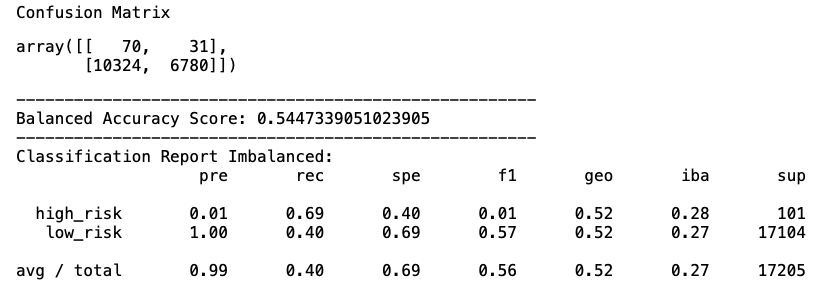 Confusion Matrix
array([[   70,    31],
       [10324,  6780]])
------------------------------------------------------
Balanced Accuracy Score: 0.5447339051023905
------------------------------------------------------
Classification Report Imbalanced:
                   pre       rec       spe        f1       geo       iba       sup
  high_risk       0.01      0.69      0.40      0.01      0.52      0.28       101
   low_risk       1.00      0.40      0.69      0.57      0.52      0.27     17104
avg / total       0.99      0.40      0.69      0.56      0.52      0.27     17205